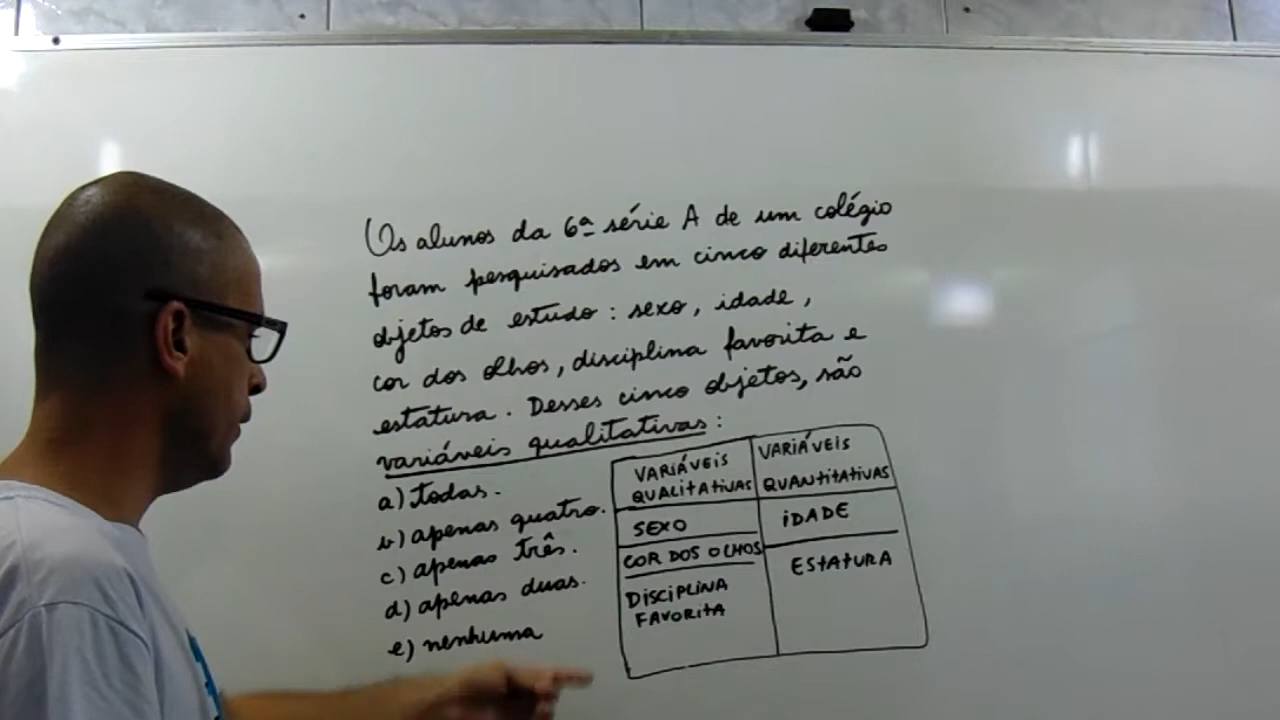 Os alunos da 6ª série A de um colégio
foram pesquisados em cinco diferentes
objetos de estudo : sexo, idade,
cor dos olhos, disciplina favorita e
estatura. Desses cinco objetos, são
variáveis qualitativas :
a) todas.
b) apenas quatro.
c) apenas três.
d) apenas duas.
e) nenhuma
VARIÁVEIS QUALITATIVAS
VARIÁVEIS QUANTITATIVAS
SEXO
IDADE
COR DOS OLHOS
ESTATURA
DISCIPLINA
FAVORITA